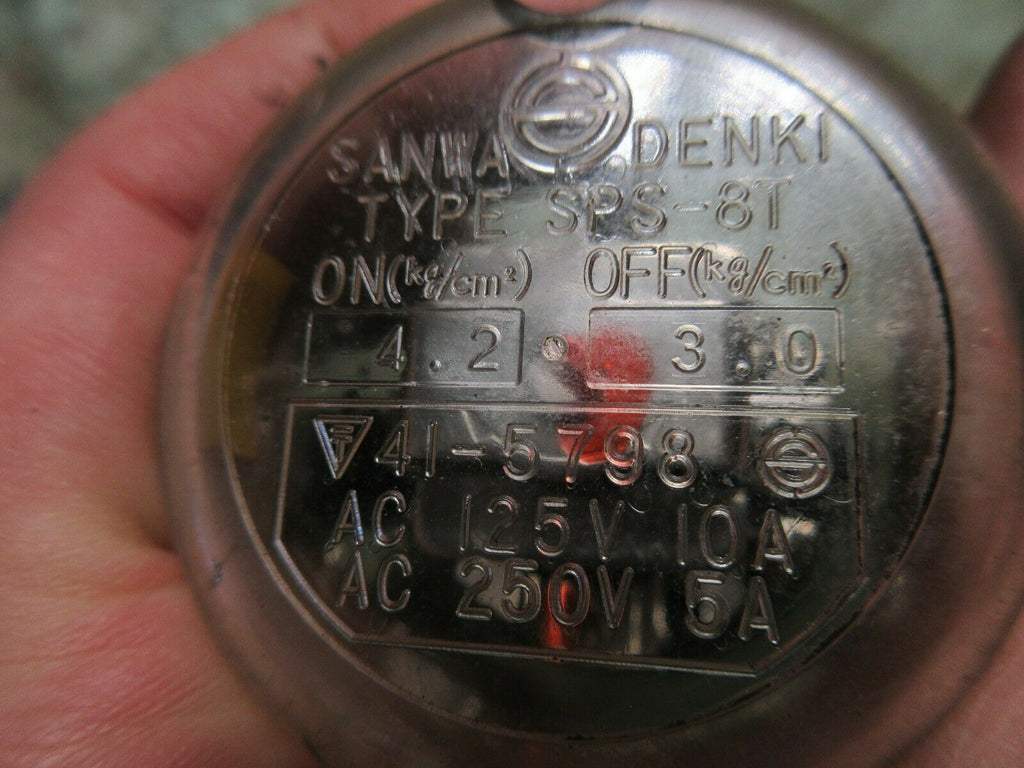 SANWA DENKI
TYPE SPS-8T
ON(kg/cm²) OFF(kg/cm²)
4.2 3.0
41-5798
AC 125V 10A
AC 250V 5A